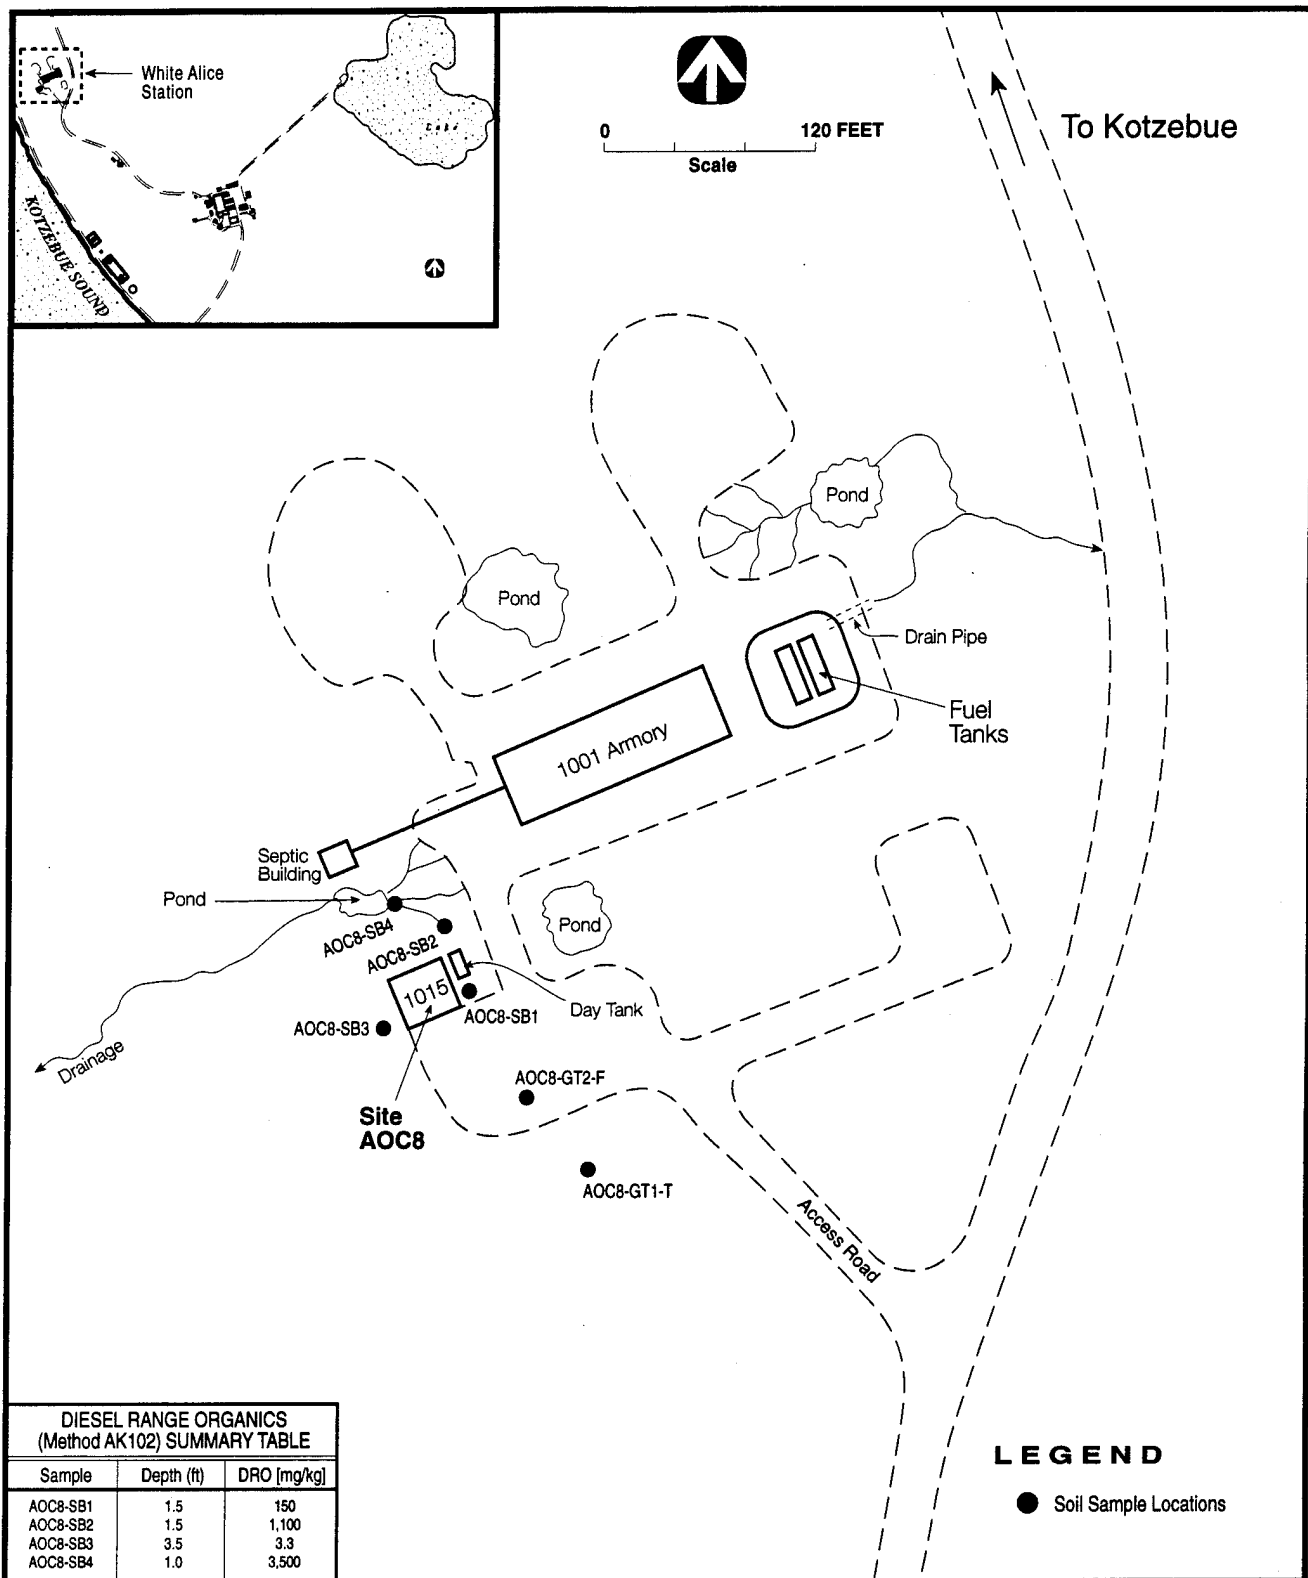 White Alice
Station
Lake
KOTZEBUE SOUND
0 120 FEET
Scale
To Kotzebue
Pond
Pond
Drain Pipe
Fuel
Tanks
1001 Armory
Septic
Building
Pond
AOC8-SB4
AOC8-SB2
Pond
1015
AOC8-SB1
Day Tank
AOC8-SB3
Drainage
AOC8-GT2-F
Site
AOC8
AOC8-GT1-T
Access Road
DIESEL RANGE ORGANICS
(Method AK102) SUMMARY TABLE
Sample Depth (ft) DRO [mg/kg]
AOC8-SB1 1.5 150
AOC8-SB2 1.5 1,100
AOC8-SB3 3.5 3.3
AOC8-SB4 1.0 3,500
LEGEND
Soil Sample Locations